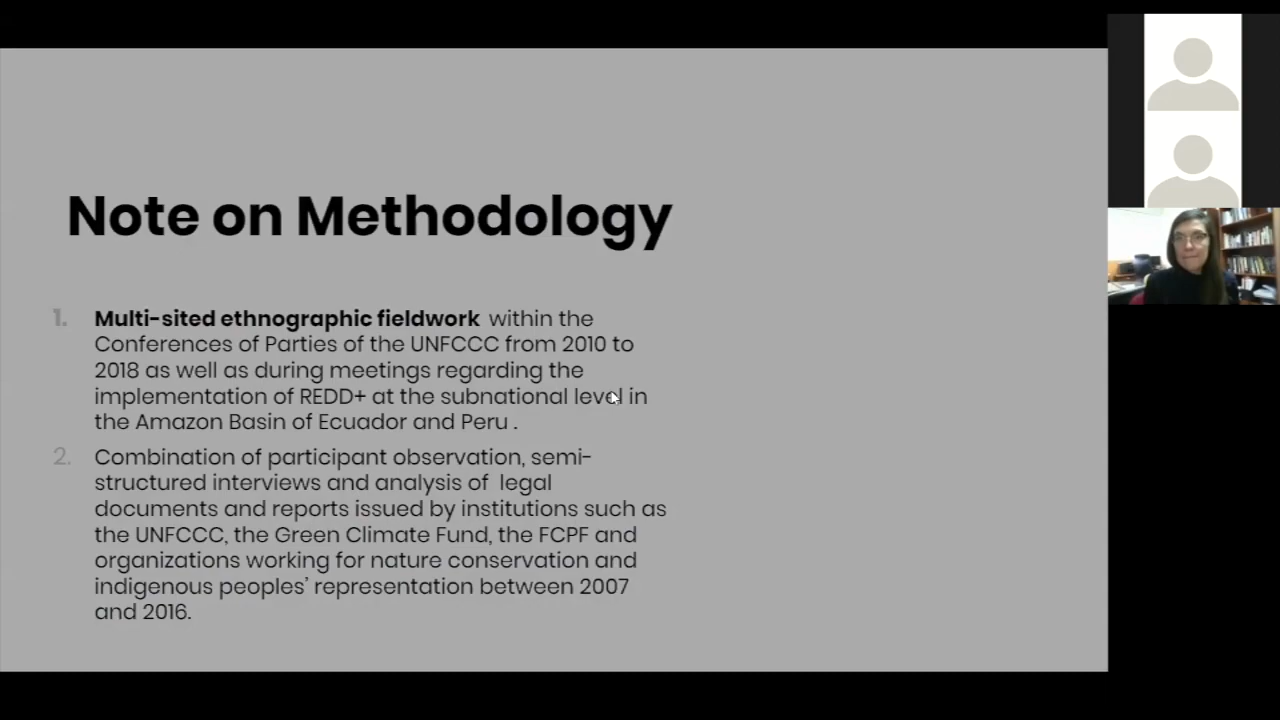 Note on Methodology
1. Multi-sited ethnographic fieldwork within the
Conferences of Parties of the UNFCCC from 2010 to
2018 as well as during meetings regarding the
implementation of REDD+ at the subnational level in
the Amazon Basin of Ecuador and Peru .
2. Combination of participant observation, semi-
structured interviews and analysis of legal
documents and reports issued by institutions such as
the UNFCCC, the Green Climate Fund, the FCPF and
organizations working for nature conservation and
indigenous peoples’ representation between 2007
and 2016.